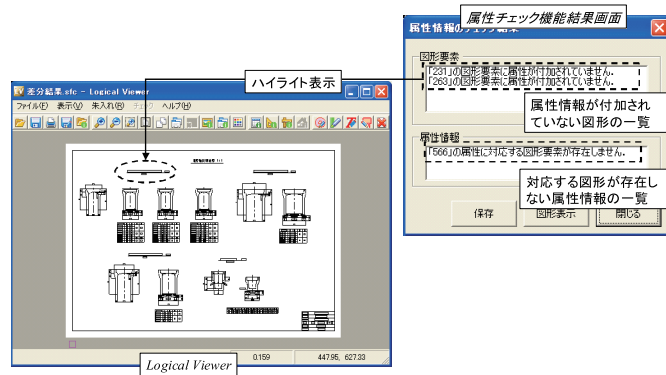 属性チェック機能結果画面
属性情報のチェック結果
図形要素
「231」の図形要素に属性が付加されていません.
「263」の図形要素に属性が付加されていません.
ハイライト表示
属性情報が付加され
ていない図形の一覧
属性情報
「566」の属性に対応する図形要素が存在しません.
対応する図形が存在し
ない属性情報の一覧
保存
図形表示
閉じる
差分結果.sfc - Logical Viewer
ファイル(F) 表示(V) 朱入れ(R) チェック ヘルプ(H)
0.159
447.95, 627.33
Logical Viewer